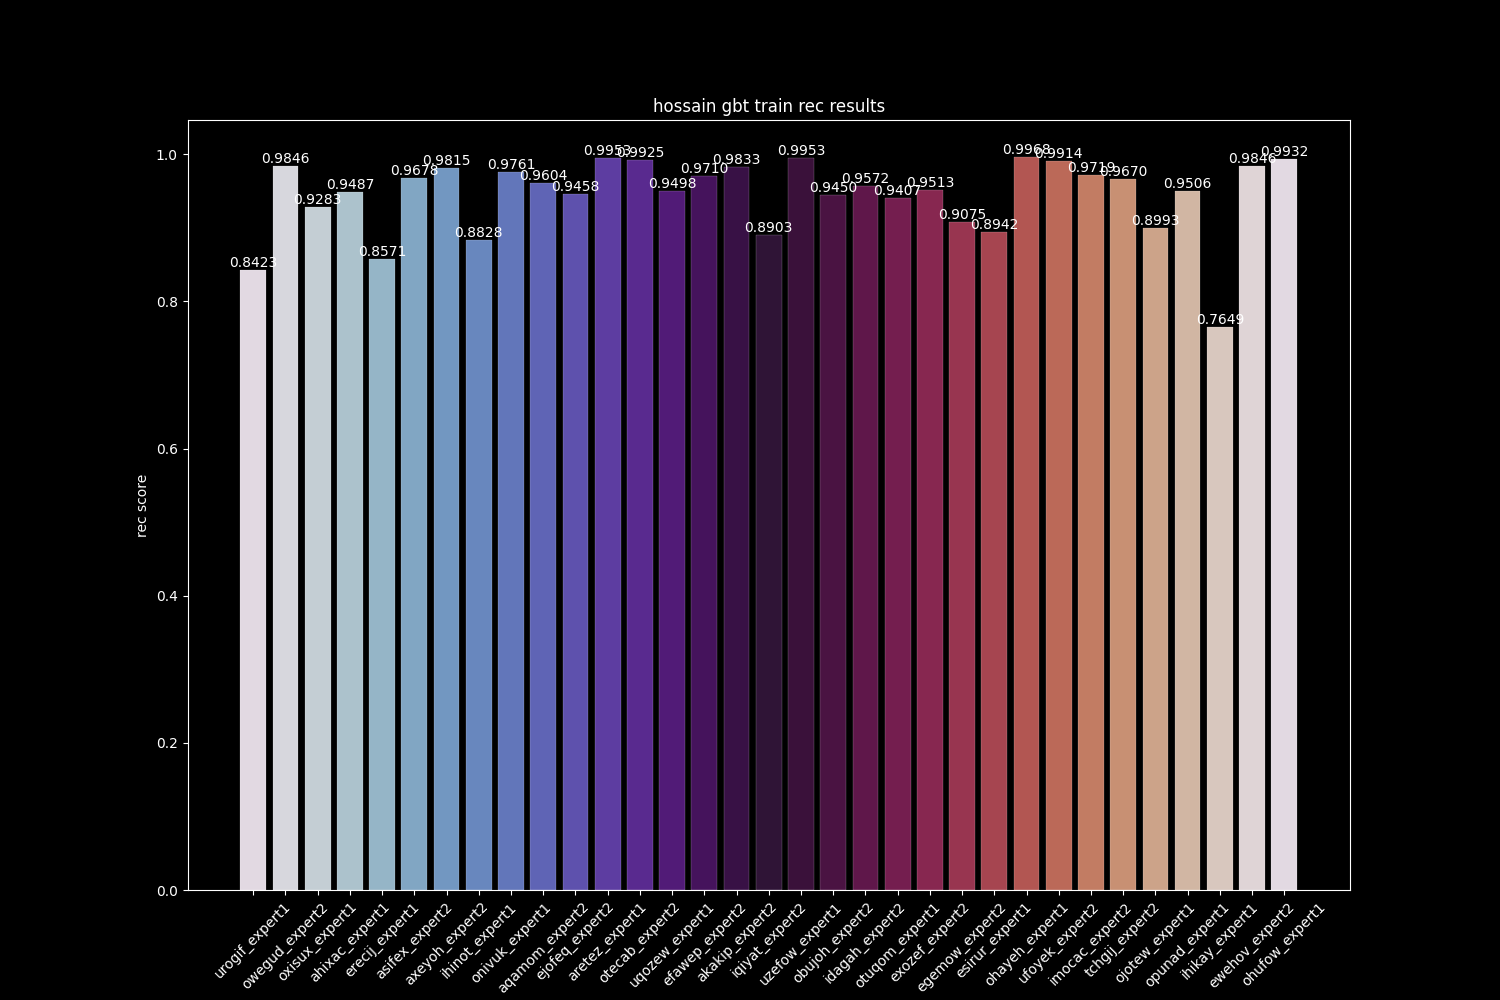 hossain gbt train rec results
rec score
1.0
0.8
0.6
0.4
0.2
0.0
0.8423
0.9846
0.9283
0.9487
0.8571
0.9678
0.9815
0.8828
0.9761
0.9604
0.9458
0.9953
0.9925
0.9498
0.9710
0.9833
0.8903
0.9953
0.9450
0.9572
0.9407
0.9513
0.9075
0.8942
0.9968
0.9914
0.9719
0.9670
0.8993
0.9506
0.7649
0.9846
0.9932
urogif_expert1
owegud_expert2
oxisux_expert1
ahixac_expert1
erecij_expert1
asifex_expert2
axeyoh_expert2
ihinot_expert1
onivuk_expert1
aqamom_expert2
ejofeq_expert2
aretez_expert1
otecab_expert2
uqozew_expert1
efawep_expert2
akakip_expert2
iqiyat_expert2
uzefow_expert1
obujoh_expert2
idagah_expert2
otuqom_expert1
exozef_expert2
egemow_expert2
esirur_expert1
ohayeh_expert1
ufoyek_expert2
imocac_expert2
tchgjj_expert2
ojotew_expert1
opunad_expert1
ihikay_expert1
ewehov_expert2
ohufow_expert1